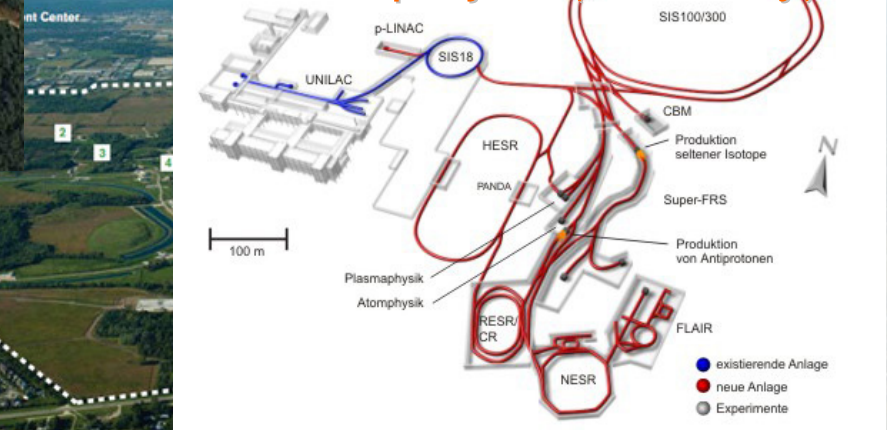 nt Center
2
3
4
p-LINAC
SIS18
UNILAC
SIS100/300
CBM
Produktion
seltener Isotope
HESR
PANDA
Super-FRS
N
100 m
Produktion
von Antiprotonen
Plasmaphysik
Atomphysik
RESR/
CR
FLAIR
NESR
existierende Anlage
neue Anlage
Experimente